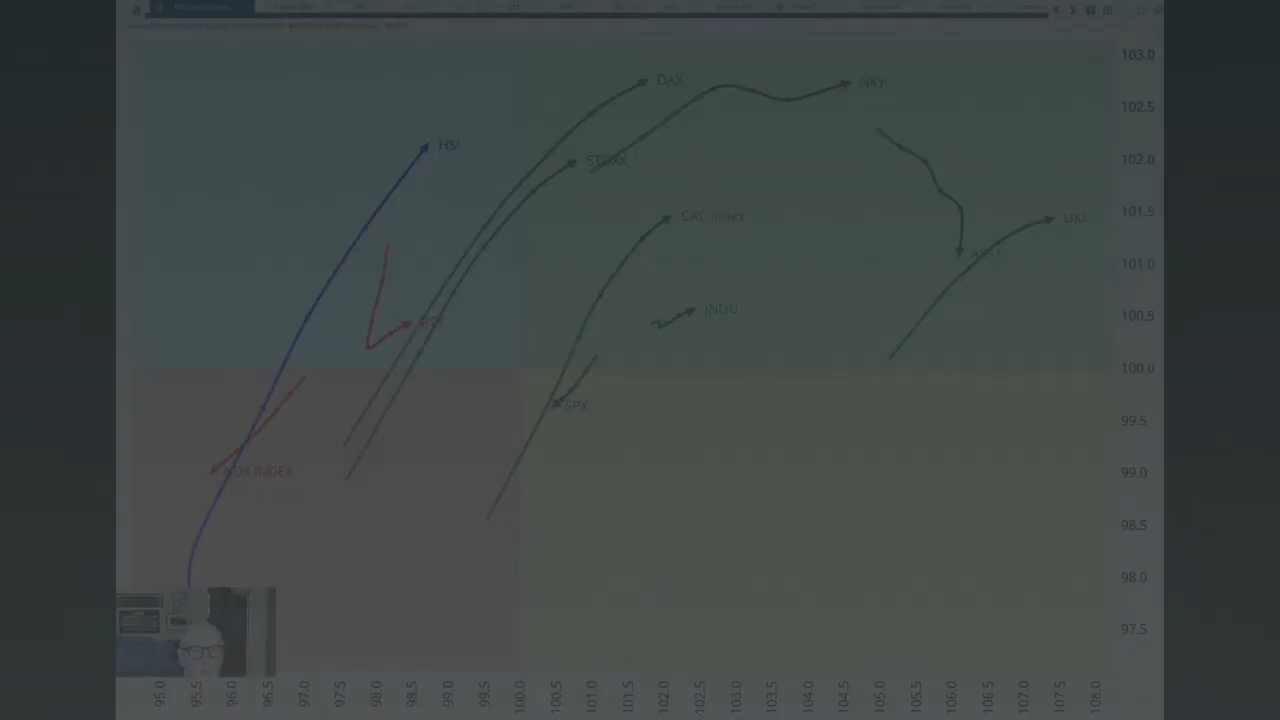 103.0
DAX
NKY
102.5
HSI
102.0
STOXX
101.5
CAC Index
UKX
101.0
AS51
100.5
INDU
RTY
100.0
99.5
SPX
99.0
NDX INDEX
98.5
98.0
97.5
95.0 95.5 96.0 96.5 97.0 97.5 98.0 98.5 99.0 99.5 100.0 100.5 101.0 101.5 102.0 102.5 103.0 103.5 104.0 104.5 105.0 105.5 106.0 106.5 107.0 107.5 108.0